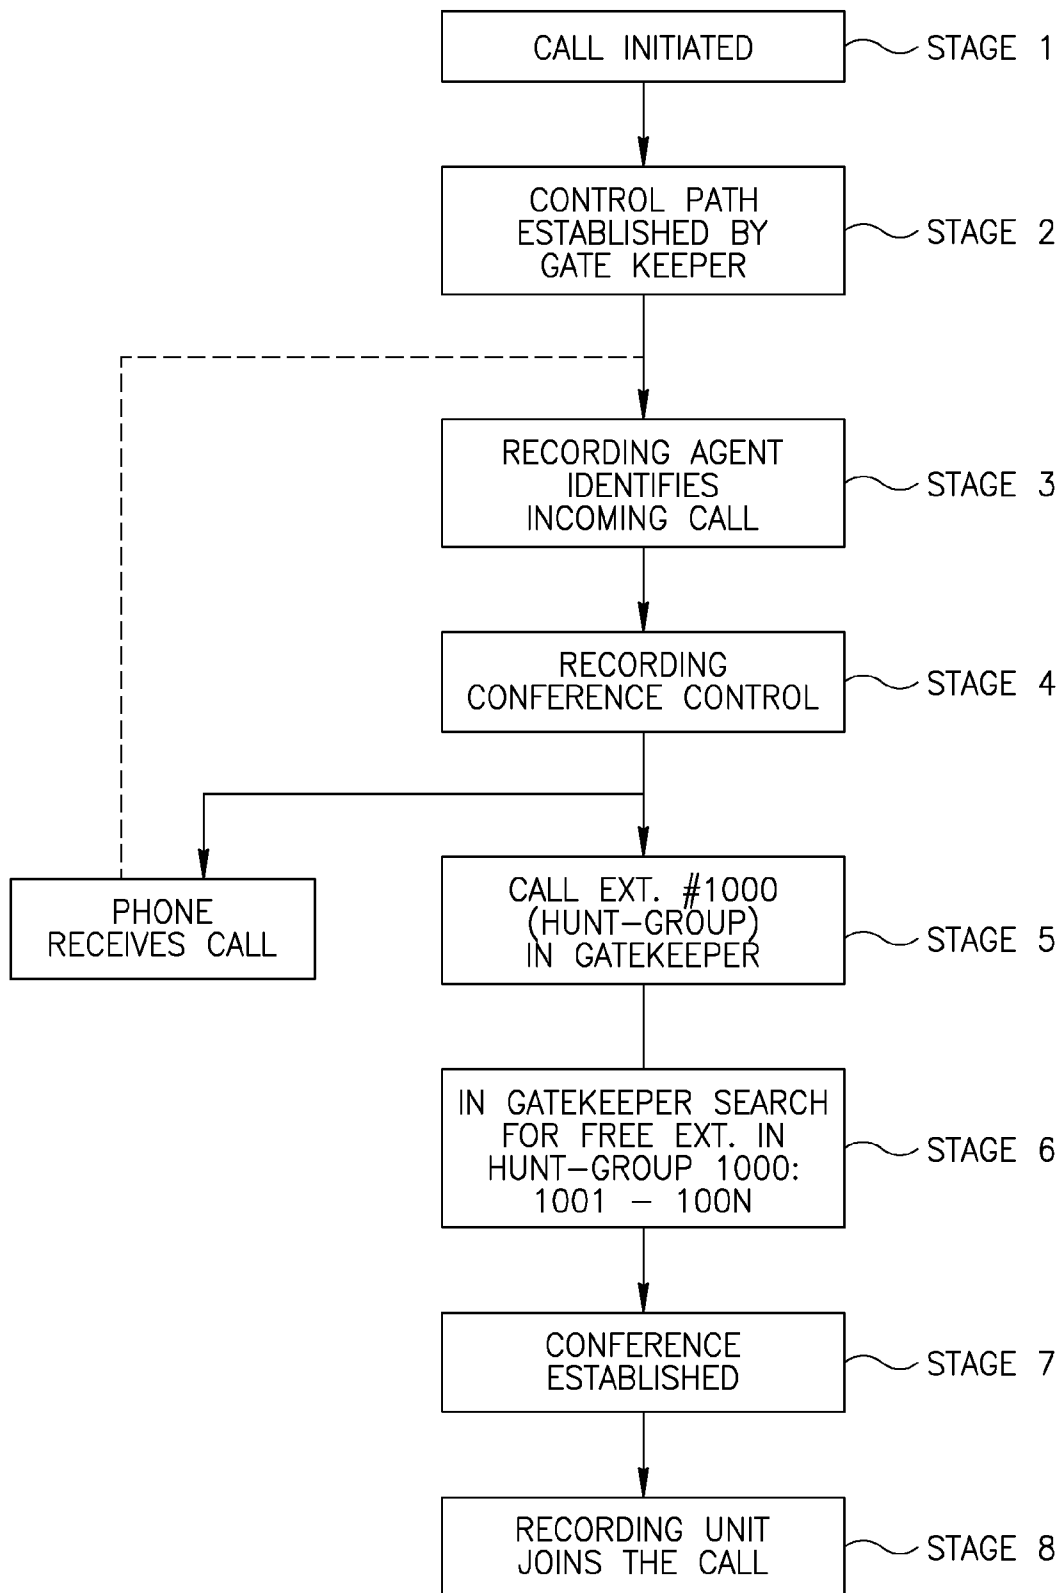 CALL INITIATED
STAGE 1
CONTROL PATH
ESTABLISHED BY
GATE KEEPER
STAGE 2
RECORDING AGENT
IDENTIFIES
INCOMING CALL
STAGE 3
RECORDING
CONFERENCE CONTROL
STAGE 4
PHONE
RECEIVES CALL
CALL EXT. #1000
(HUNT-GROUP)
IN GATEKEEPER
STAGE 5
IN GATEKEEPER SEARCH
FOR FREE EXT. IN
HUNT-GROUP 1000:
1001 - 100N
STAGE 6
CONFERENCE
ESTABLISHED
STAGE 7
RECORDING UNIT
JOINS THE CALL
STAGE 8